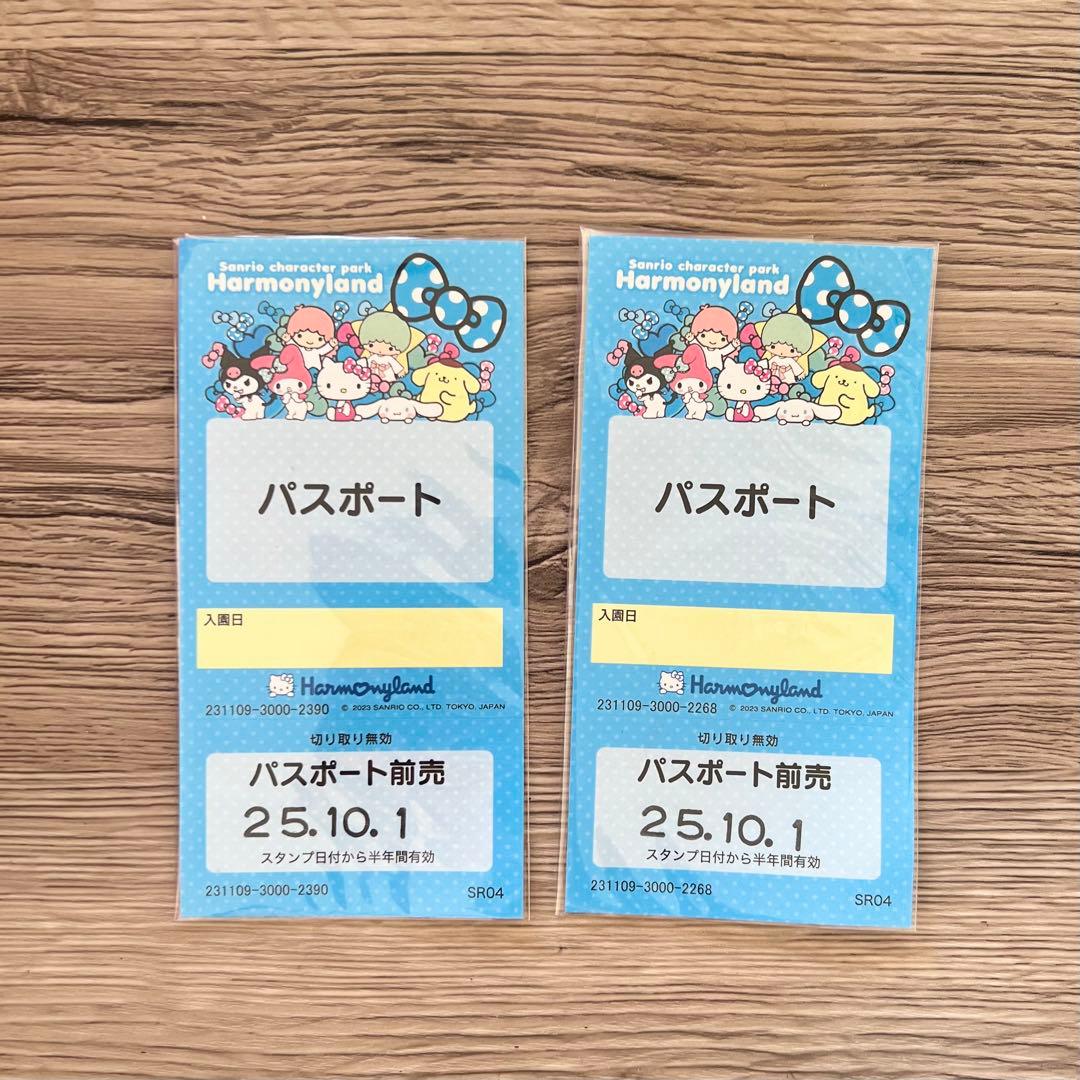 Sanrio character park
Harmonyland
パスポート
入園日
Harmonyland
231109-3000-2390 © 2023 SANRIO CO., LTD. TOKYO, JAPAN
切り取り無効
パスポート前売
25.10.1
スタンプ日付から半年間有効
231109-3000-2390 SR04
Sanrio character park
Harmonyland
パスポート
入園日
Harmonyland
231109-3000-2268 © 2023 SANRIO CO., LTD. TOKYO, JAPAN
切り取り無効
パスポート前売
25.10.1
スタンプ日付から半年間有効
231109-3000-2268 SR04